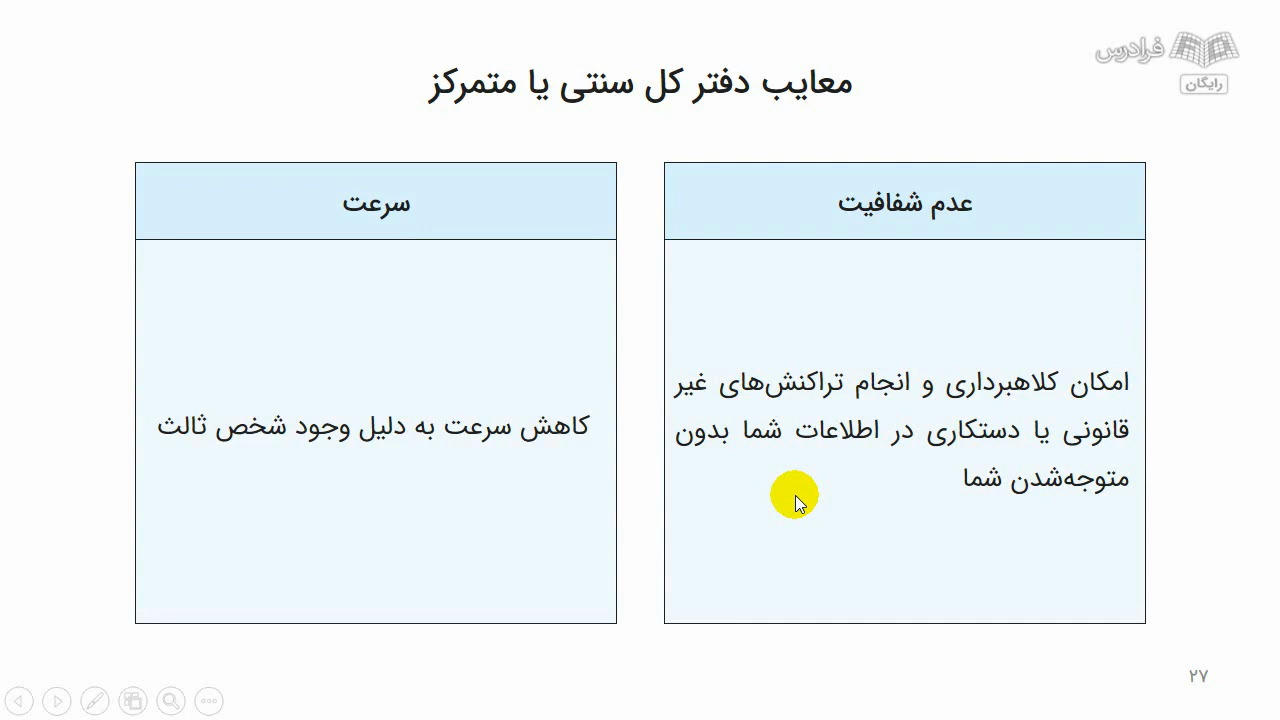 فرادرس
رایگان
معایب دفتر کل سنتی یا متمرکز
عدم شفافیت
امکان کلاهبرداری و انجام تراکنش‌های غیر
قانونی یا دستکاری در اطلاعات شما بدون
متوجه‌شدن شما
سرعت
کاهش سرعت به دلیل وجود شخص ثالث
۲۷